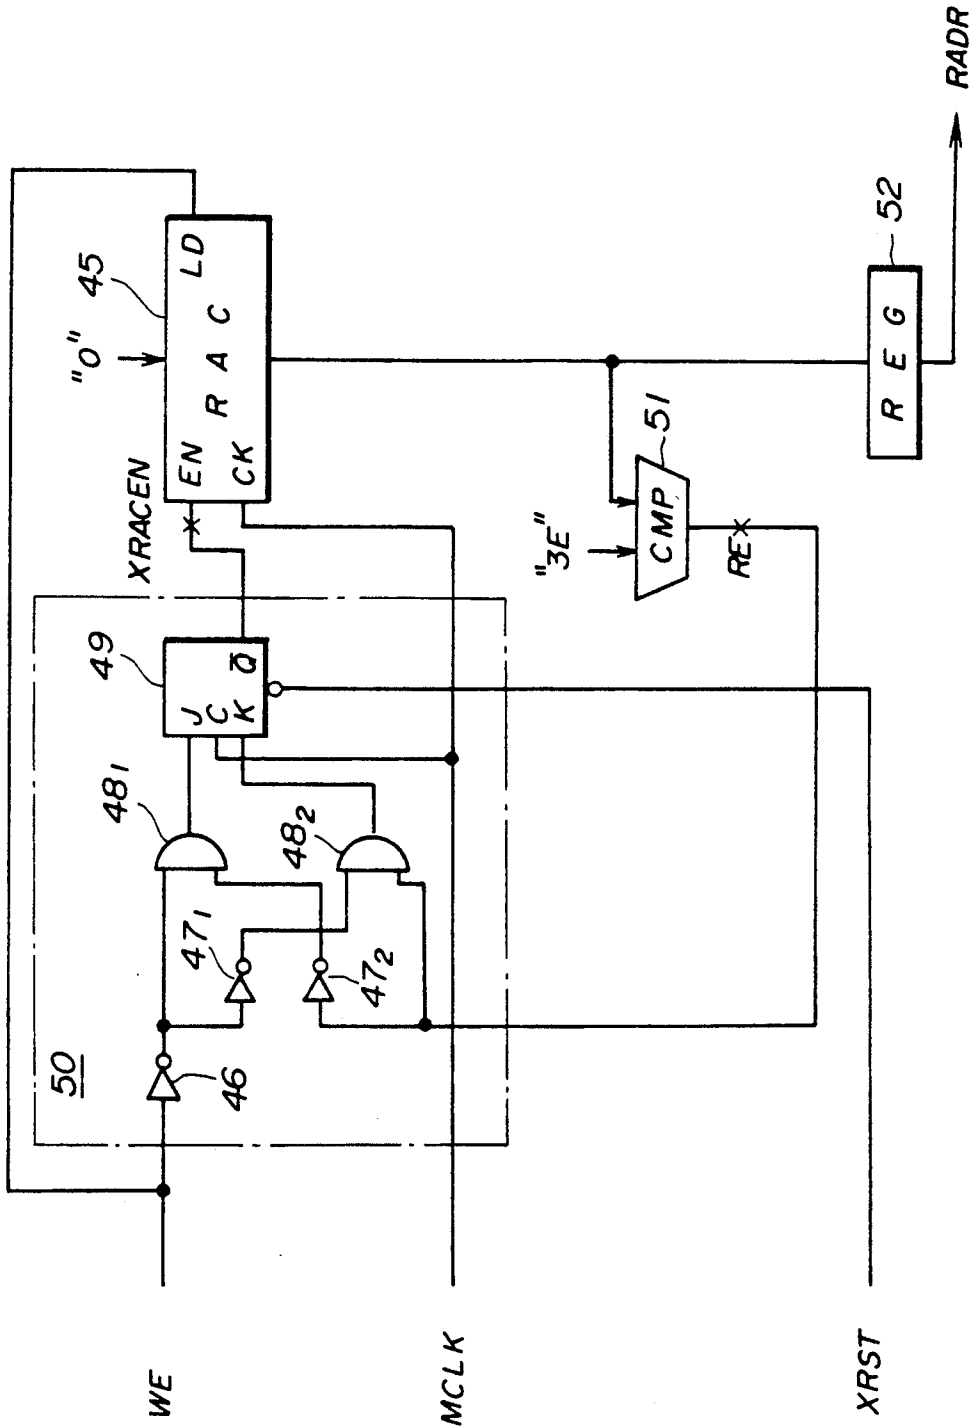 WE
MCLK
XRST
50
46
47₁
47₂
48₁
48₂
49
J
C
K
Q̅
XRACEN
"0"
45
EN
CK
R A C
LD
"3E"
CMP
51
RE
R E G
52
RADR